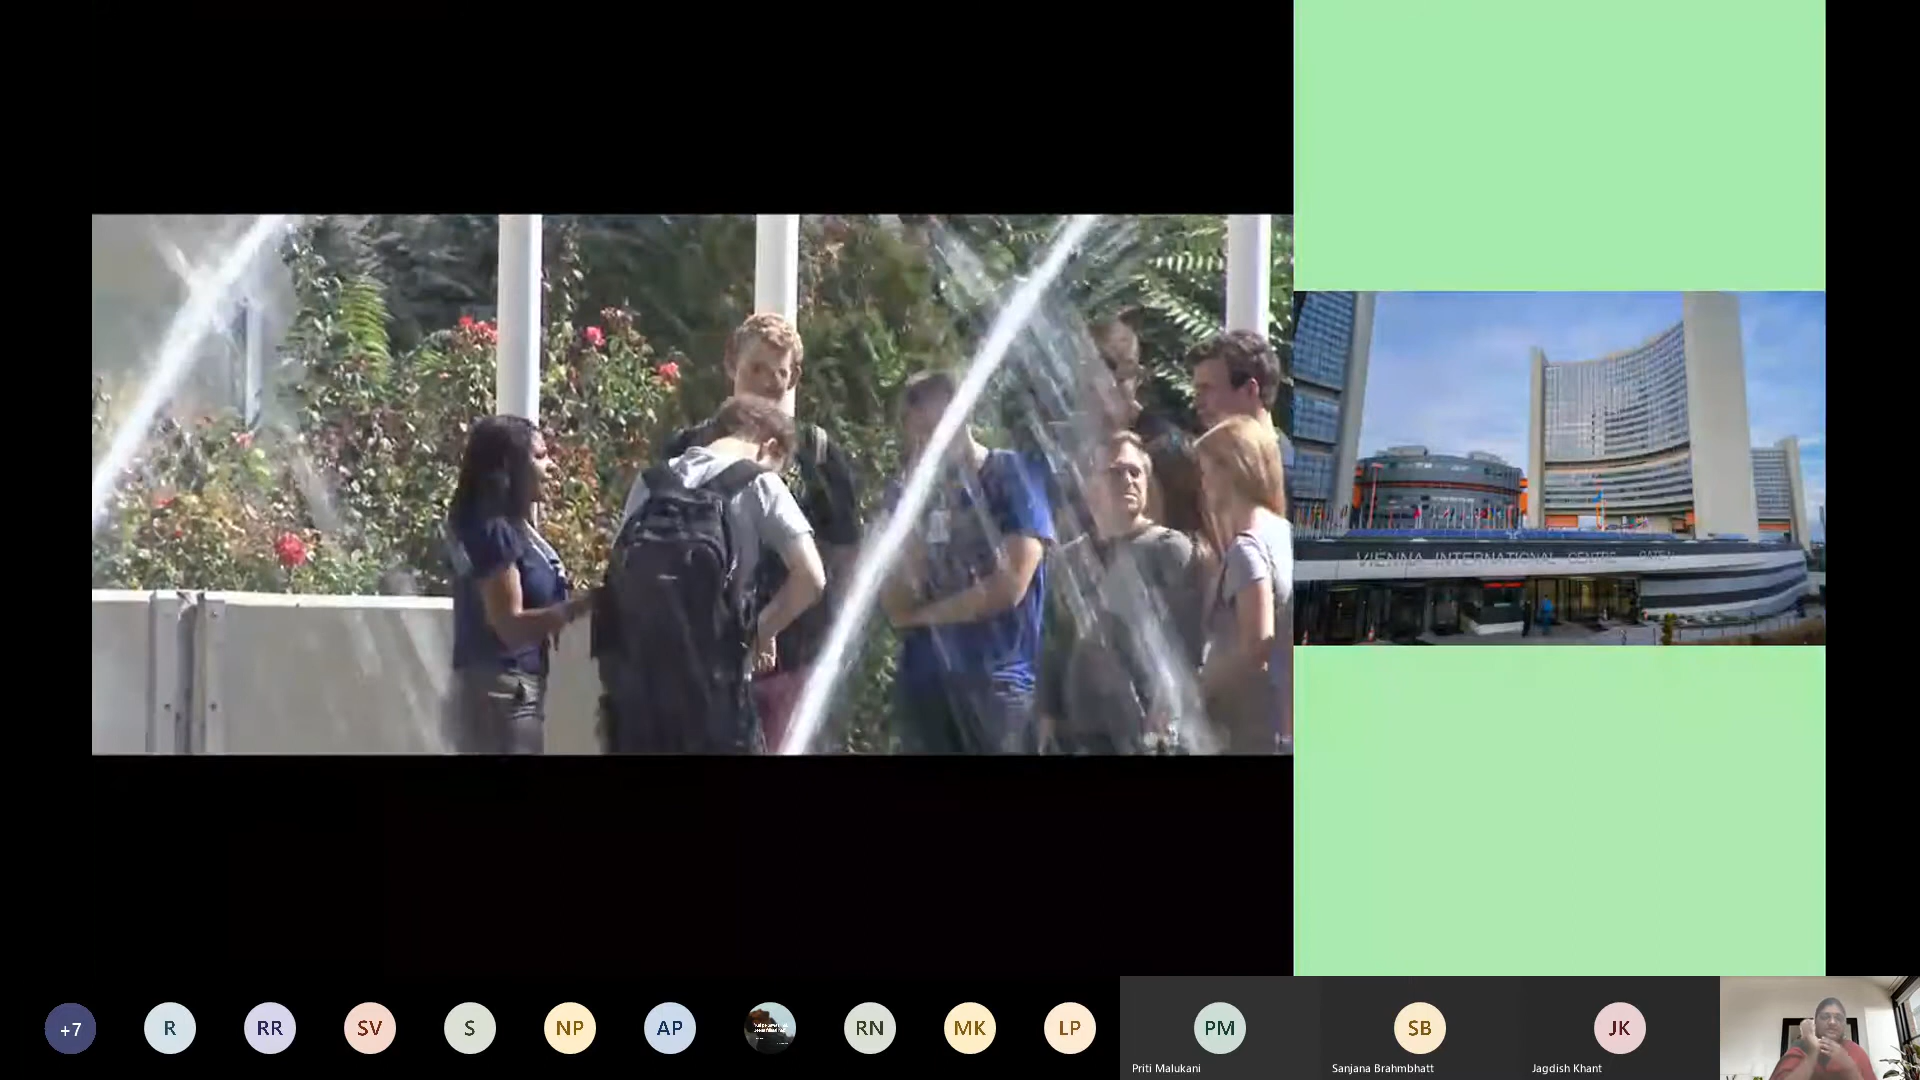 VIENNA INTERNATIONAL CENTRE
+7
R
RR
SV
S
NP
AP
RN
MK
LP
PM
SB
JK
Priti Malukani
Sanjana Brahmbhatt
Jagdish Khant